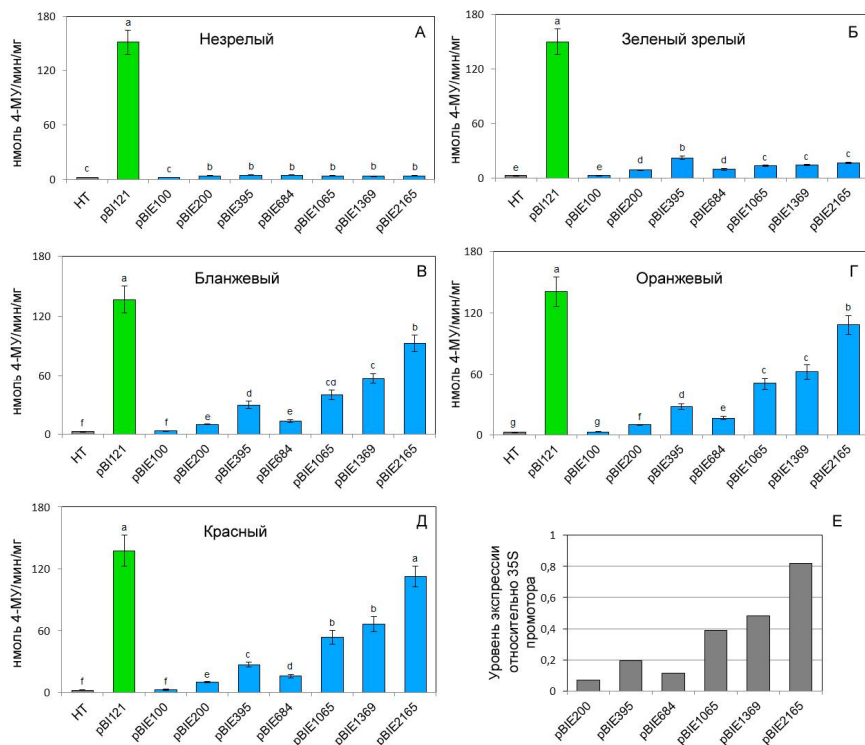 Незрелый
А
нмоль 4-МУ/мин/мг
180
120
60
0
c
a
c
b
b
b
b
b
b
НТ
pBI121
pBIE100
pBIE200
pBIE395
pBIE684
pBIE1065
pBIE1369
pBIE2165
Зеленый зрелый
Б
нмоль 4-МУ/мин/мг
180
120
60
0
e
a
e
d
b
d
c
c
c
НТ
pBI121
pBIE100
pBIE200
pBIE395
pBIE684
pBIE1065
pBIE1369
pBIE2165
Бланжевый
В
нмоль 4-МУ/мин/мг
180
120
60
0
f
a
f
e
d
e
cd
c
b
НТ
pBI121
pBIE100
pBIE200
pBIE395
pBIE684
pBIE1065
pBIE1369
pBIE2165
Оранжевый
Г
нмоль 4-МУ/мин/мг
180
120
60
0
g
a
g
f
d
e
c
c
b
НТ
pBI121
pBIE100
pBIE200
pBIE395
pBIE684
pBIE1065
pBIE1369
pBIE2165
Красный
Д
нмоль 4-МУ/мин/мг
180
120
60
0
f
a
f
e
c
d
b
b
a
НТ
pBI121
pBIE100
pBIE200
pBIE395
pBIE684
pBIE1065
pBIE1369
pBIE2165
Е
Уровень экспрессии
относительно 35S
промотора
1
0,8
0,6
0,4
0,2
0
pBIE200
pBIE395
pBIE684
pBIE1065
pBIE1369
pBIE2165